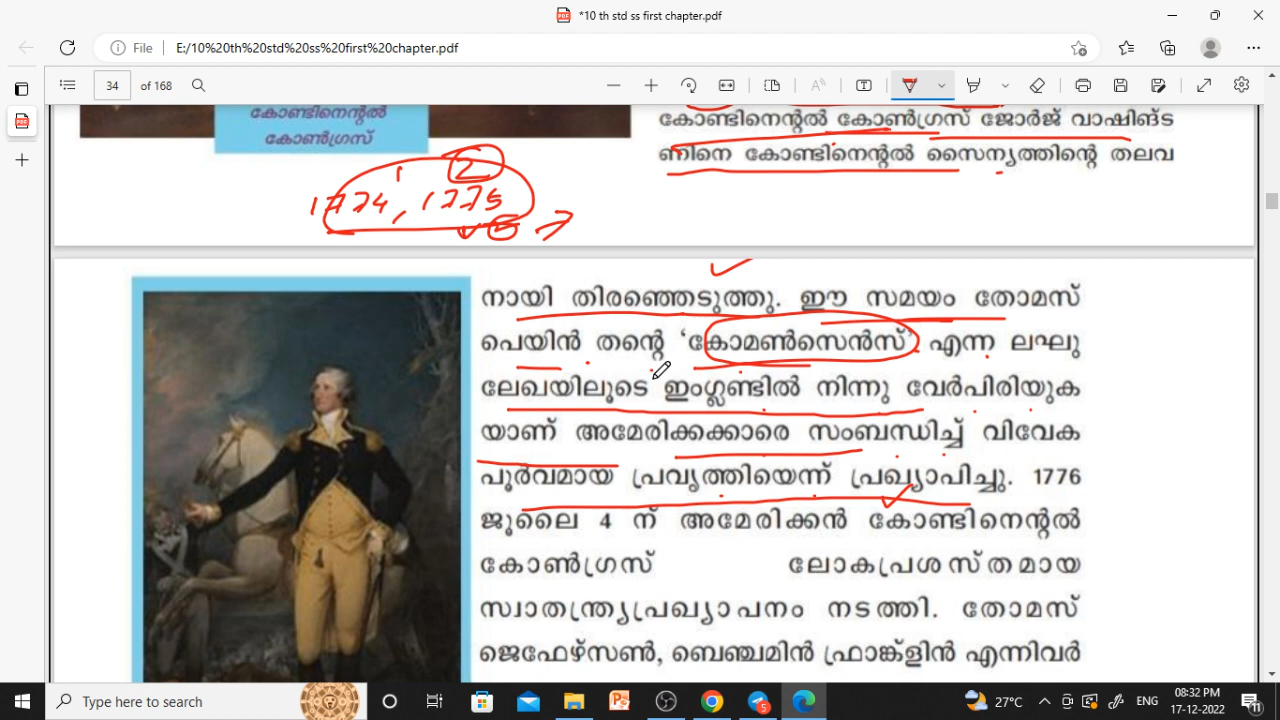 *10 th std ss first chapter.pdf
File
E:/10%20th%20std%20ss%20first%20chapter.pdf
34
of 168
കോണ്ടിനെന്റൽ
കോൺഗ്രസ്
കോണ്ടിനെന്റൽ കോൺഗ്രസ് ജോർജ് വാഷിങ്ട
ണിനെ കോണ്ടിനെന്റൽ സൈന്യത്തിന്റെ തലവ
2
1774, 1775
നായി തിരഞ്ഞെടുത്തു. ഈ സമയം തോമസ്
പെയിൻ തന്റെ ‘കോമൺസെൻസ്’ എന്ന ലഘു
ലേഖയിലൂടെ ഇംഗ്ലണ്ടിൽ നിന്നു വേർപിരിയുക
യാണ് അമേരിക്കക്കാരെ സംബന്ധിച്ച് വിവേക
പൂർവമായ പ്രവൃത്തിയെന്ന് പ്രഖ്യാപിച്ചു. 1776
ജൂലൈ 4 ന് അമേരിക്കൻ കോണ്ടിനെന്റൽ
കോൺഗ്രസ് ലോകപ്രശസ്തമായ
സ്വാതന്ത്ര്യപ്രഖ്യാപനം നടത്തി. തോമസ്
ജെഫേഴ്സൺ, ബെഞ്ചമിൻ ഫ്രാങ്ക്ളിൻ എന്നിവർ
Type here to search
27°C
ENG
08:32 PM
17-12-2022